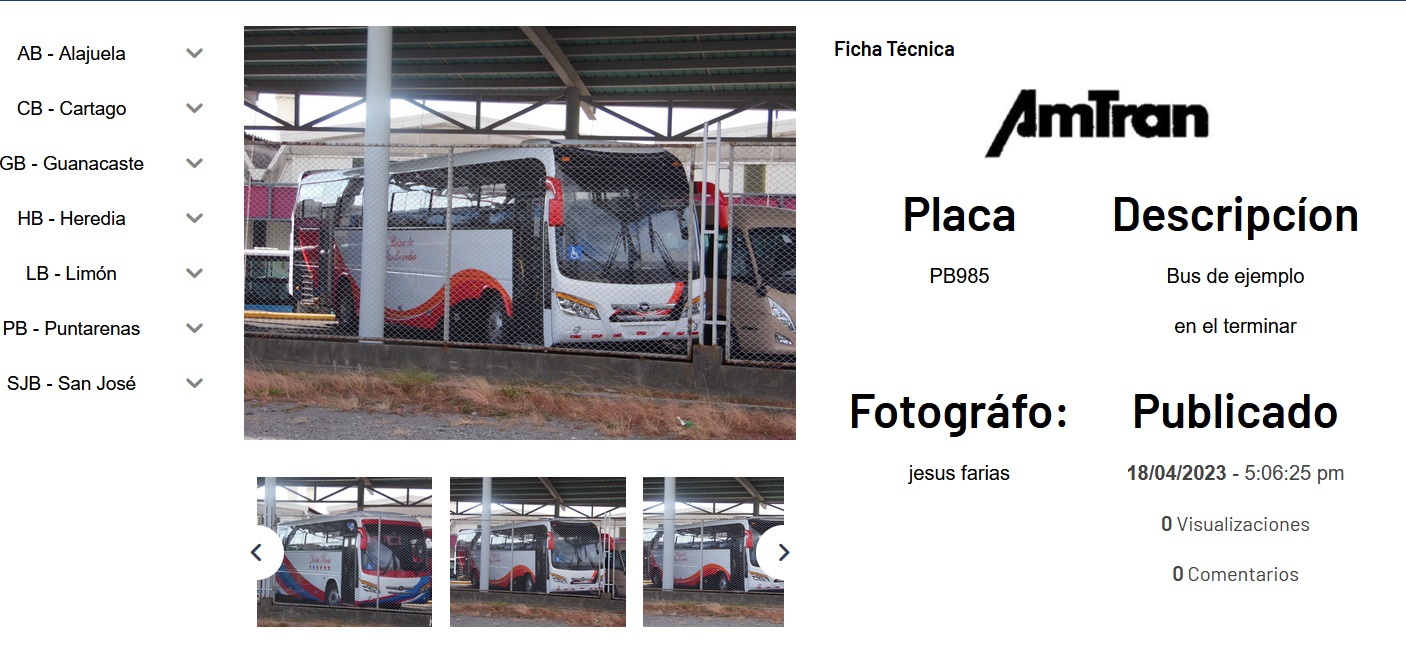 AB - Alajuela
CB - Cartago
GB - Guanacaste
HB - Heredia
LB - Limón
PB - Puntarenas
SJB - San José
Ficha Técnica
AmTran
Placa
PB985
Descripcíon
Bus de ejemplo
en el terminar
Fotográfo:
jesus farias
Publicado
18/04/2023 - 5:06:25 pm
0 Visualizaciones
0 Comentarios